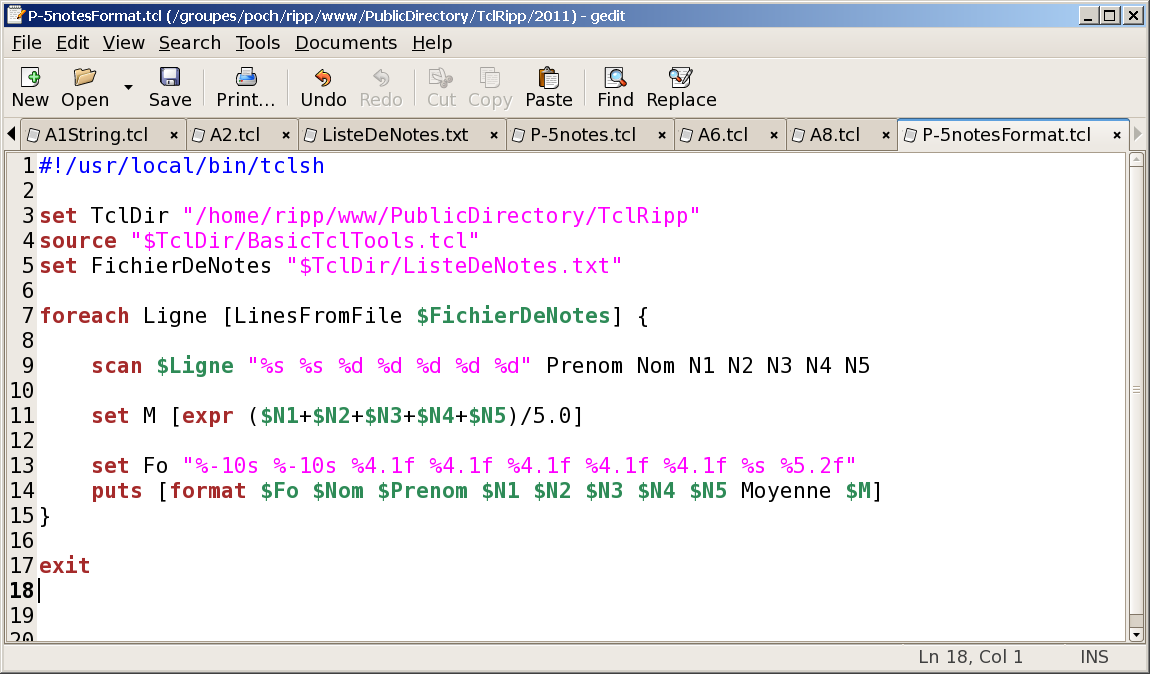 P-5notesFormat.tcl (/groupes/poch/ripp/www/PublicDirectory/TclRipp/2011) - gedit
File Edit View Search Tools Documents Help
New Open Save Print... Undo Redo Cut Copy Paste Find Replace
A1String.tcl A2.tcl ListeDeNotes.txt P-5notes.tcl A6.tcl A8.tcl P-5notesFormat.tcl
1 #!/usr/local/bin/tclsh
2
3 set TclDir "/home/ripp/www/PublicDirectory/TclRipp"
4 source "$TclDir/BasicTclTools.tcl"
5 set FichierDeNotes "$TclDir/ListeDeNotes.txt"
6
7 foreach Ligne [LinesFromFile $FichierDeNotes] {
8
9     scan $Ligne "%s %s %d %d %d %d %d" Prenom Nom N1 N2 N3 N4 N5
10
11     set M [expr ($N1+$N2+$N3+$N4+$N5)/5.0]
12
13     set Fo "%-10s %-10s %4.1f %4.1f %4.1f %4.1f %4.1f %s %5.2f"
14     puts [format $Fo $Nom $Prenom $N1 $N2 $N3 $N4 $N5 Moyenne $M]
15 }
16
17 exit
18
19
20
Ln 18, Col 1 INS